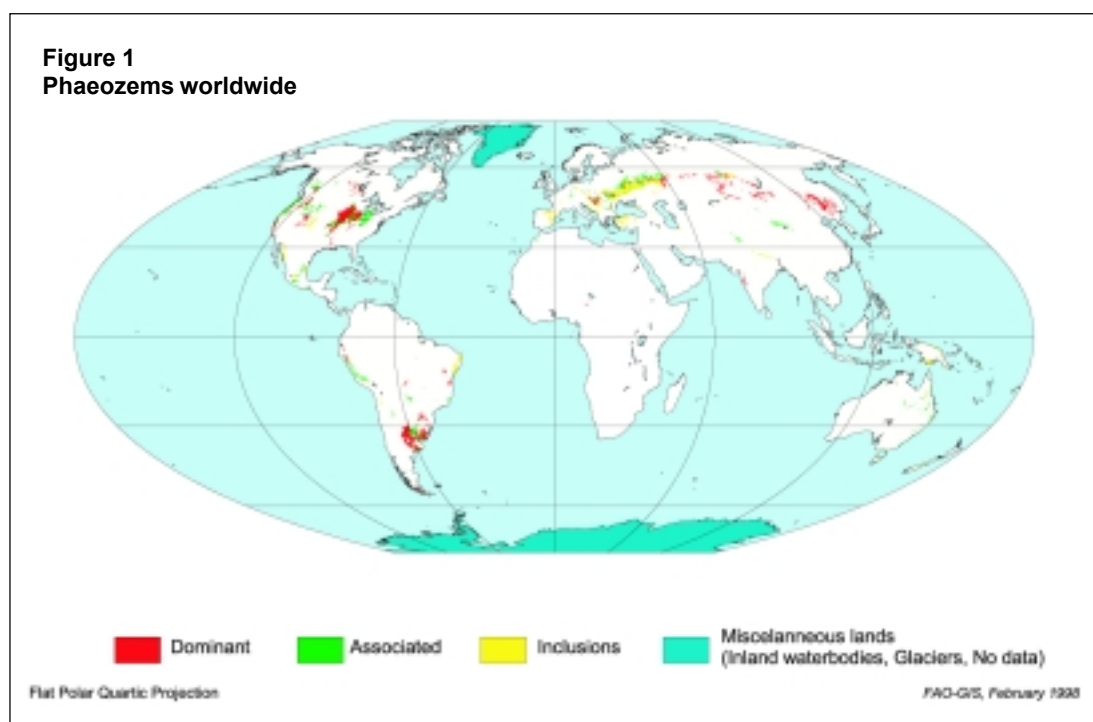 Figure 1
Phaeozems worldwide
Dominant
Associated
Inclusions
Miscelanneous lands
(Inland waterbodies, Glaciers, No data)
Flat Polar Quartic Projection
FAO-GIS, February 1998